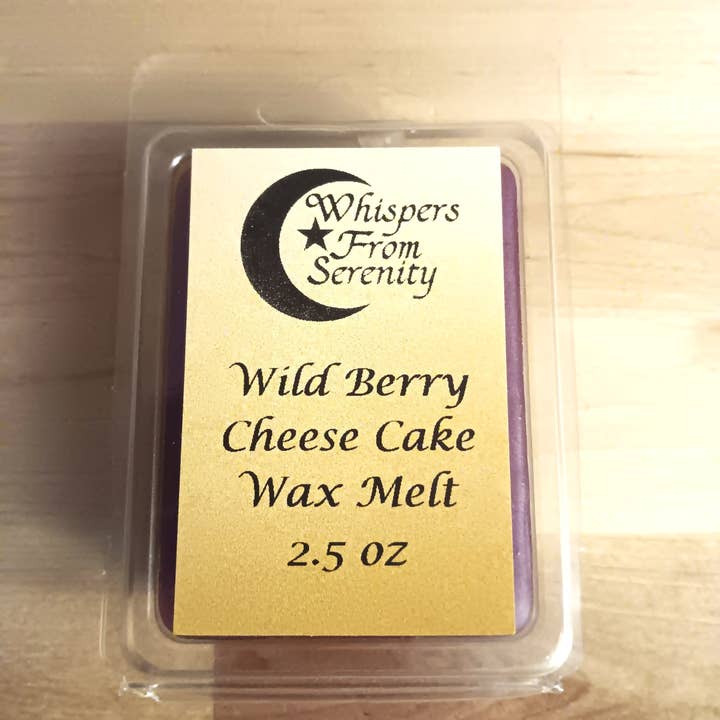 Whispers
From
Serenity
Wild Berry
Cheese Cake
Wax Melt
2.5 oz